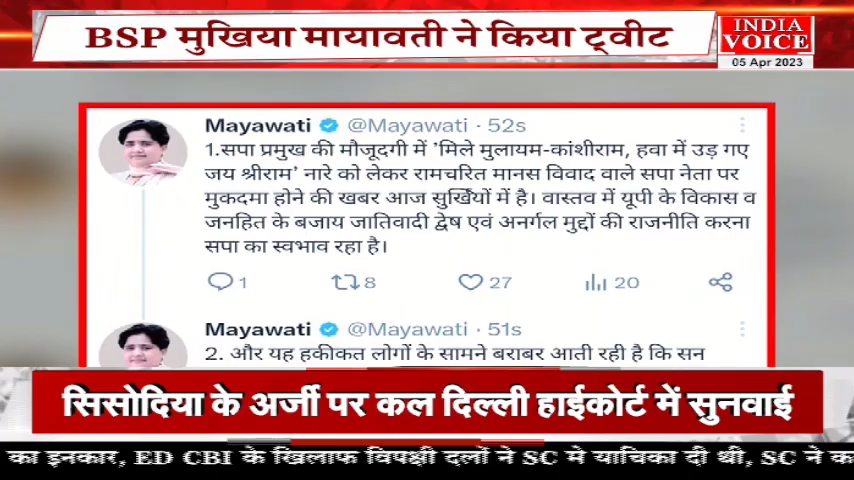 BSP मुखिया मायावती ने किया ट्वीट
INDIA
VOICE
05 Apr 2023
Mayawati @Mayawati · 52s
1.सपा प्रमुख की मौजूदगी में 'मिले मुलायम-कांशीराम, हवा में उड़ गए
जय श्रीराम' नारे को लेकर रामचरित मानस विवाद वाले सपा नेता पर
मुकदमा होने की खबर आज सुर्खियों में है। वास्तव में यूपी के विकास व
जनहित के बजाय जातिवादी द्वेष एवं अनर्गल मुद्दों की राजनीति करना
सपा का स्वभाव रहा है।
1 8 27 20
Mayawati @Mayawati · 51s
2. और यह हकीकत लोगों के सामने बराबर आती रही है कि सन
सिसोदिया के अर्जी पर कल दिल्ली हाईकोर्ट में सुनवाई
का इनकार, ED CBI के खिलाफ विपक्षी दलों ने SC मे याचिका दी थी, SC ने क